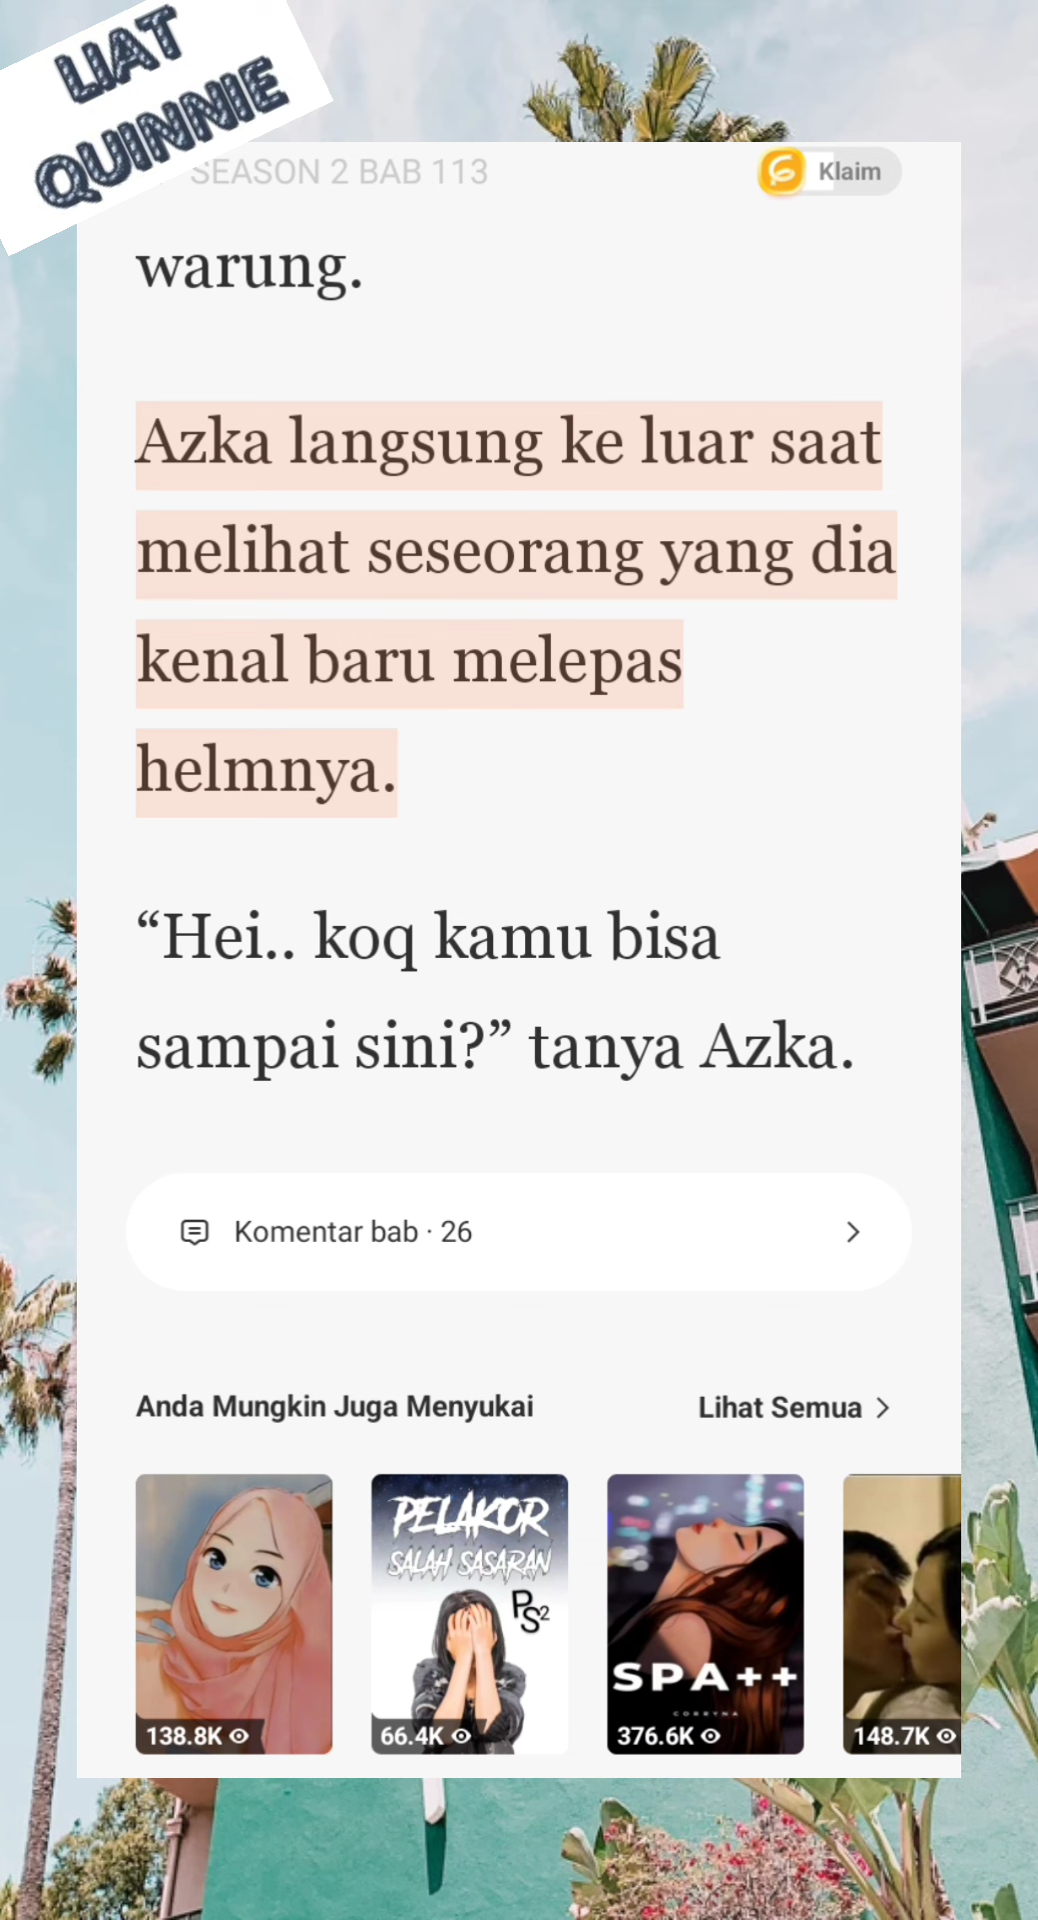 LIAT
QUINNIE
SEASON 2 BAB 113
Klaim
warung.
Azka langsung ke luar saat
melihat seseorang yang dia
kenal baru melepas
helmnya.
“Hei.. koq kamu bisa
sampai sini?” tanya Azka.
Komentar bab · 26
Anda Mungkin Juga Menyukai
Lihat Semua
PELAKOR
SALAH SASARAN
PS2
SPA++
CORRYNA
138.8K
66.4K
376.6K
148.7K